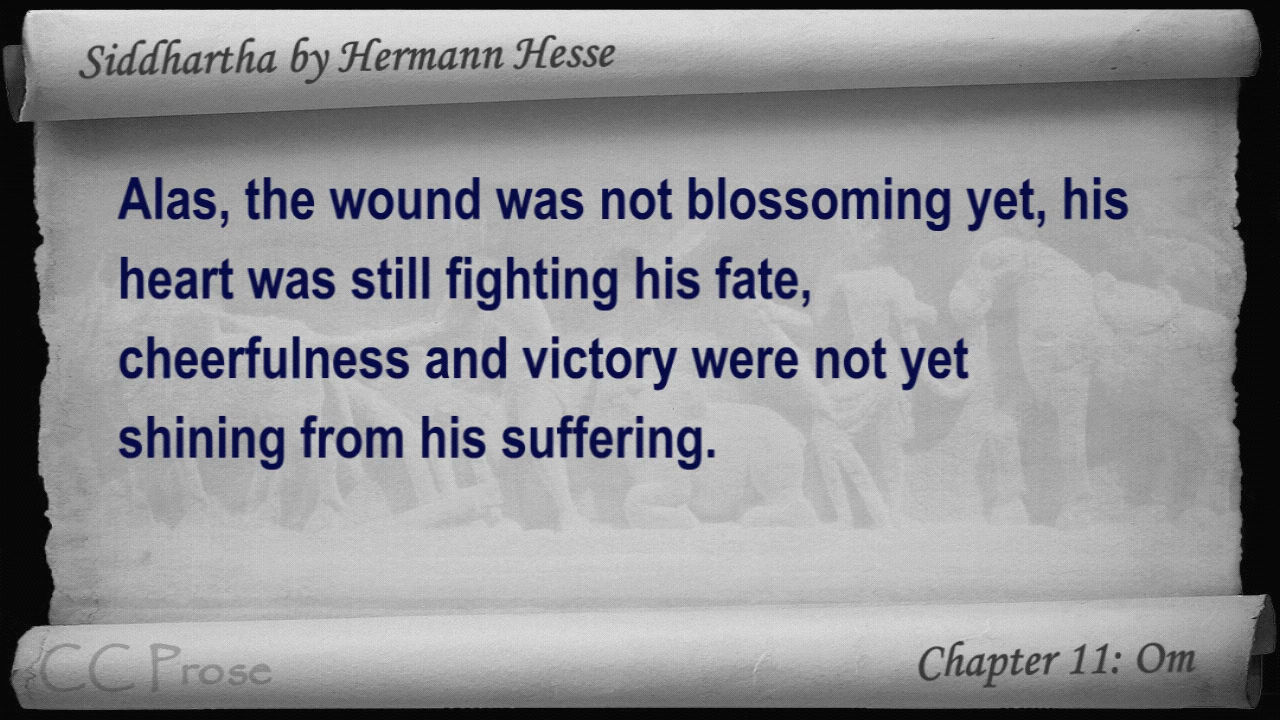 Siddhartha by Hermann Hesse
Alas, the wound was not blossoming yet, his
heart was still fighting his fate,
cheerfulness and victory were not yet
shining from his suffering.
CC Prose
Chapter 11: Om